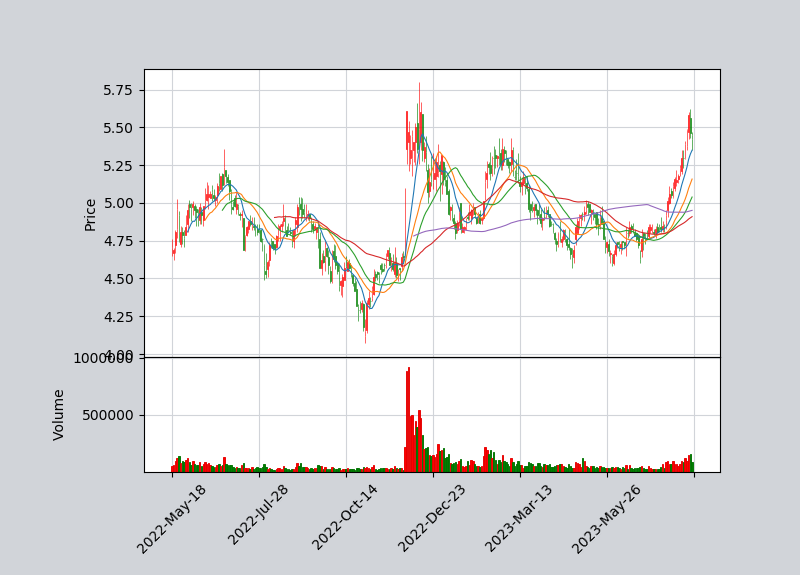 5.75
5.50
5.25
5.00
4.75
4.50
4.25
4.00
Price
1000000
500000
Volume
2022-May-18
2022-Jul-28
2022-Oct-14
2022-Dec-23
2023-Mar-13
2023-May-26